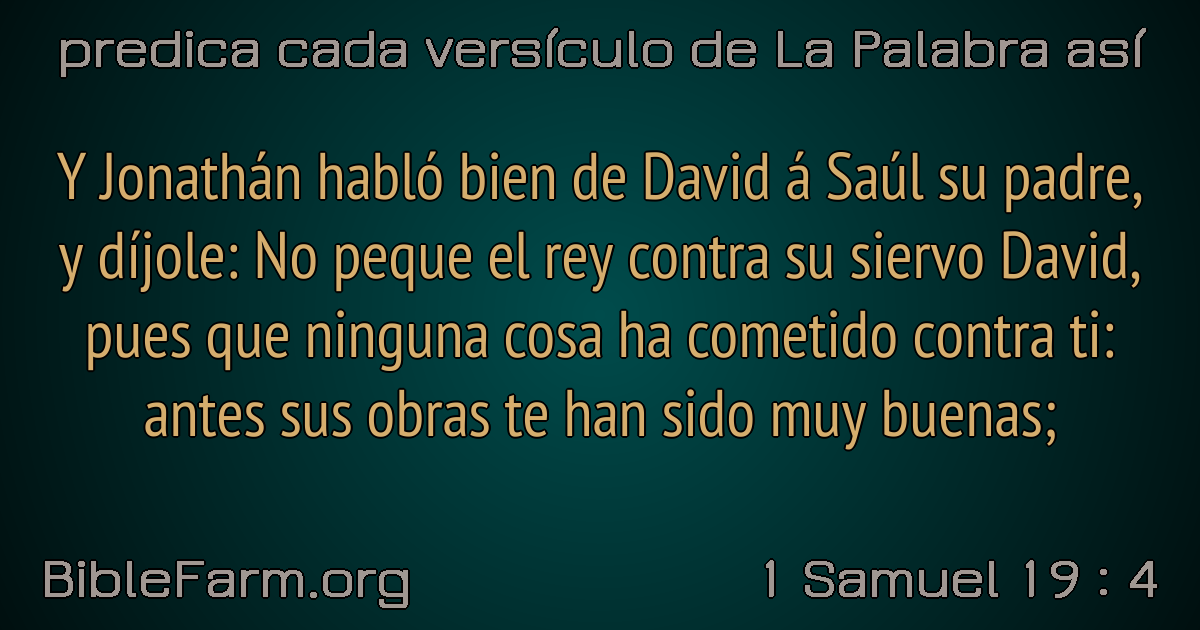 predica cada versículo de La Palabra así
Y Jonathán habló bien de David á Saúl su padre,
y díjole: No peque el rey contra su siervo David,
pues que ninguna cosa ha cometido contra ti:
antes sus obras te han sido muy buenas;
BibleFarm.org
1 Samuel 19 : 4